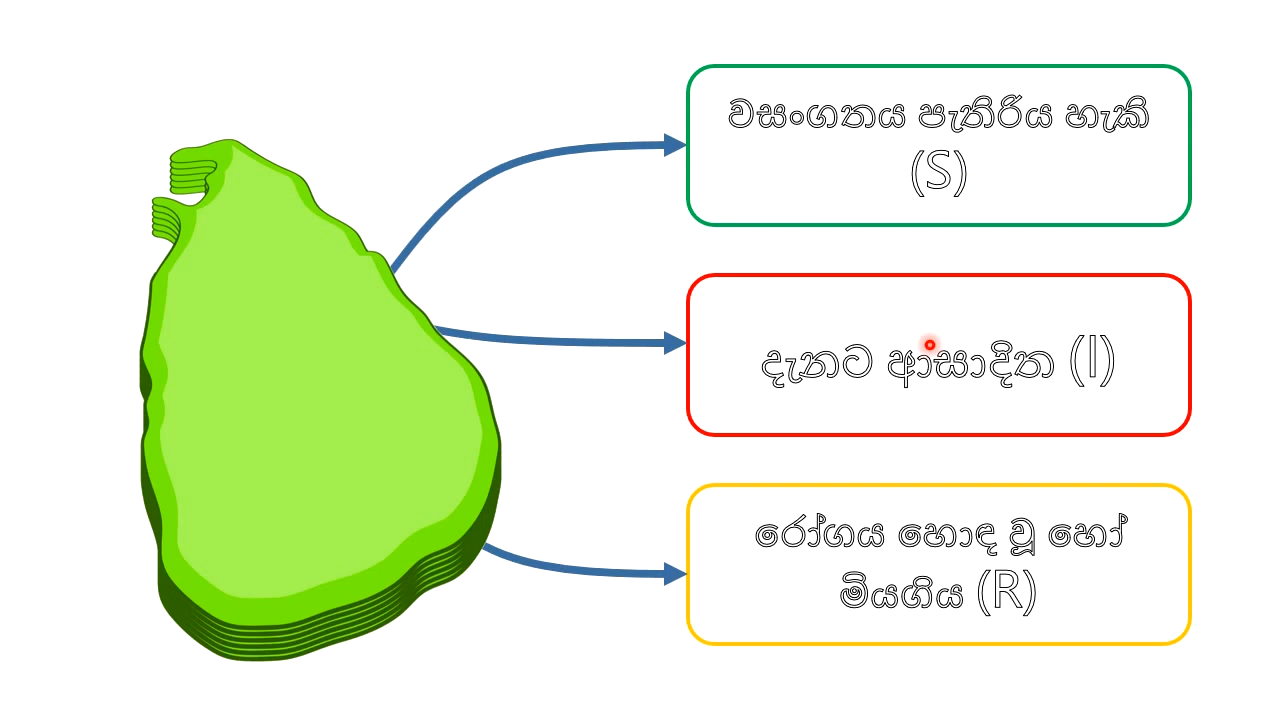 වසංගතය පැතිරිය හැකි
(S)
දැනට ආසාදිත (I)
රෝගය හොඳ වූ හෝ
මියගිය (R)